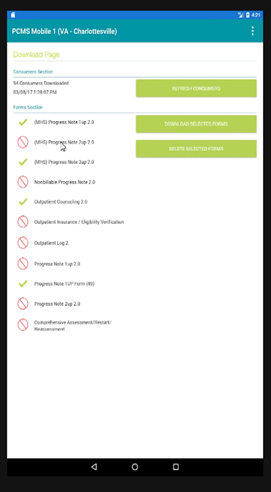 4:21
PCMS Mobile 1 (VA - Charlottesville)
Download Page
Consumers Section
54 Consumers Downloaded
03/08/17 1:28:07 PM
REFRESH CONSUMERS
Forms Section
(MHS) Progress Note 1up 2.0
DOWNLOAD SELECTED FORMS
(MHS) Progress Note 2up 2.0
DELETE SELECTED FORMS
(MHS) Progress Note 3up 2.0
Nonbillable Progress Note 2.0
Outpatient Counseling 2.0
Outpatient Insurance / Eligibility Verification
Outpatient Log 2
Progress Note 1up 2.0
Progress Note 1UP Form
Progress Note 2up 2.0
Comprehensive Assessment/Restart/
Reassessment